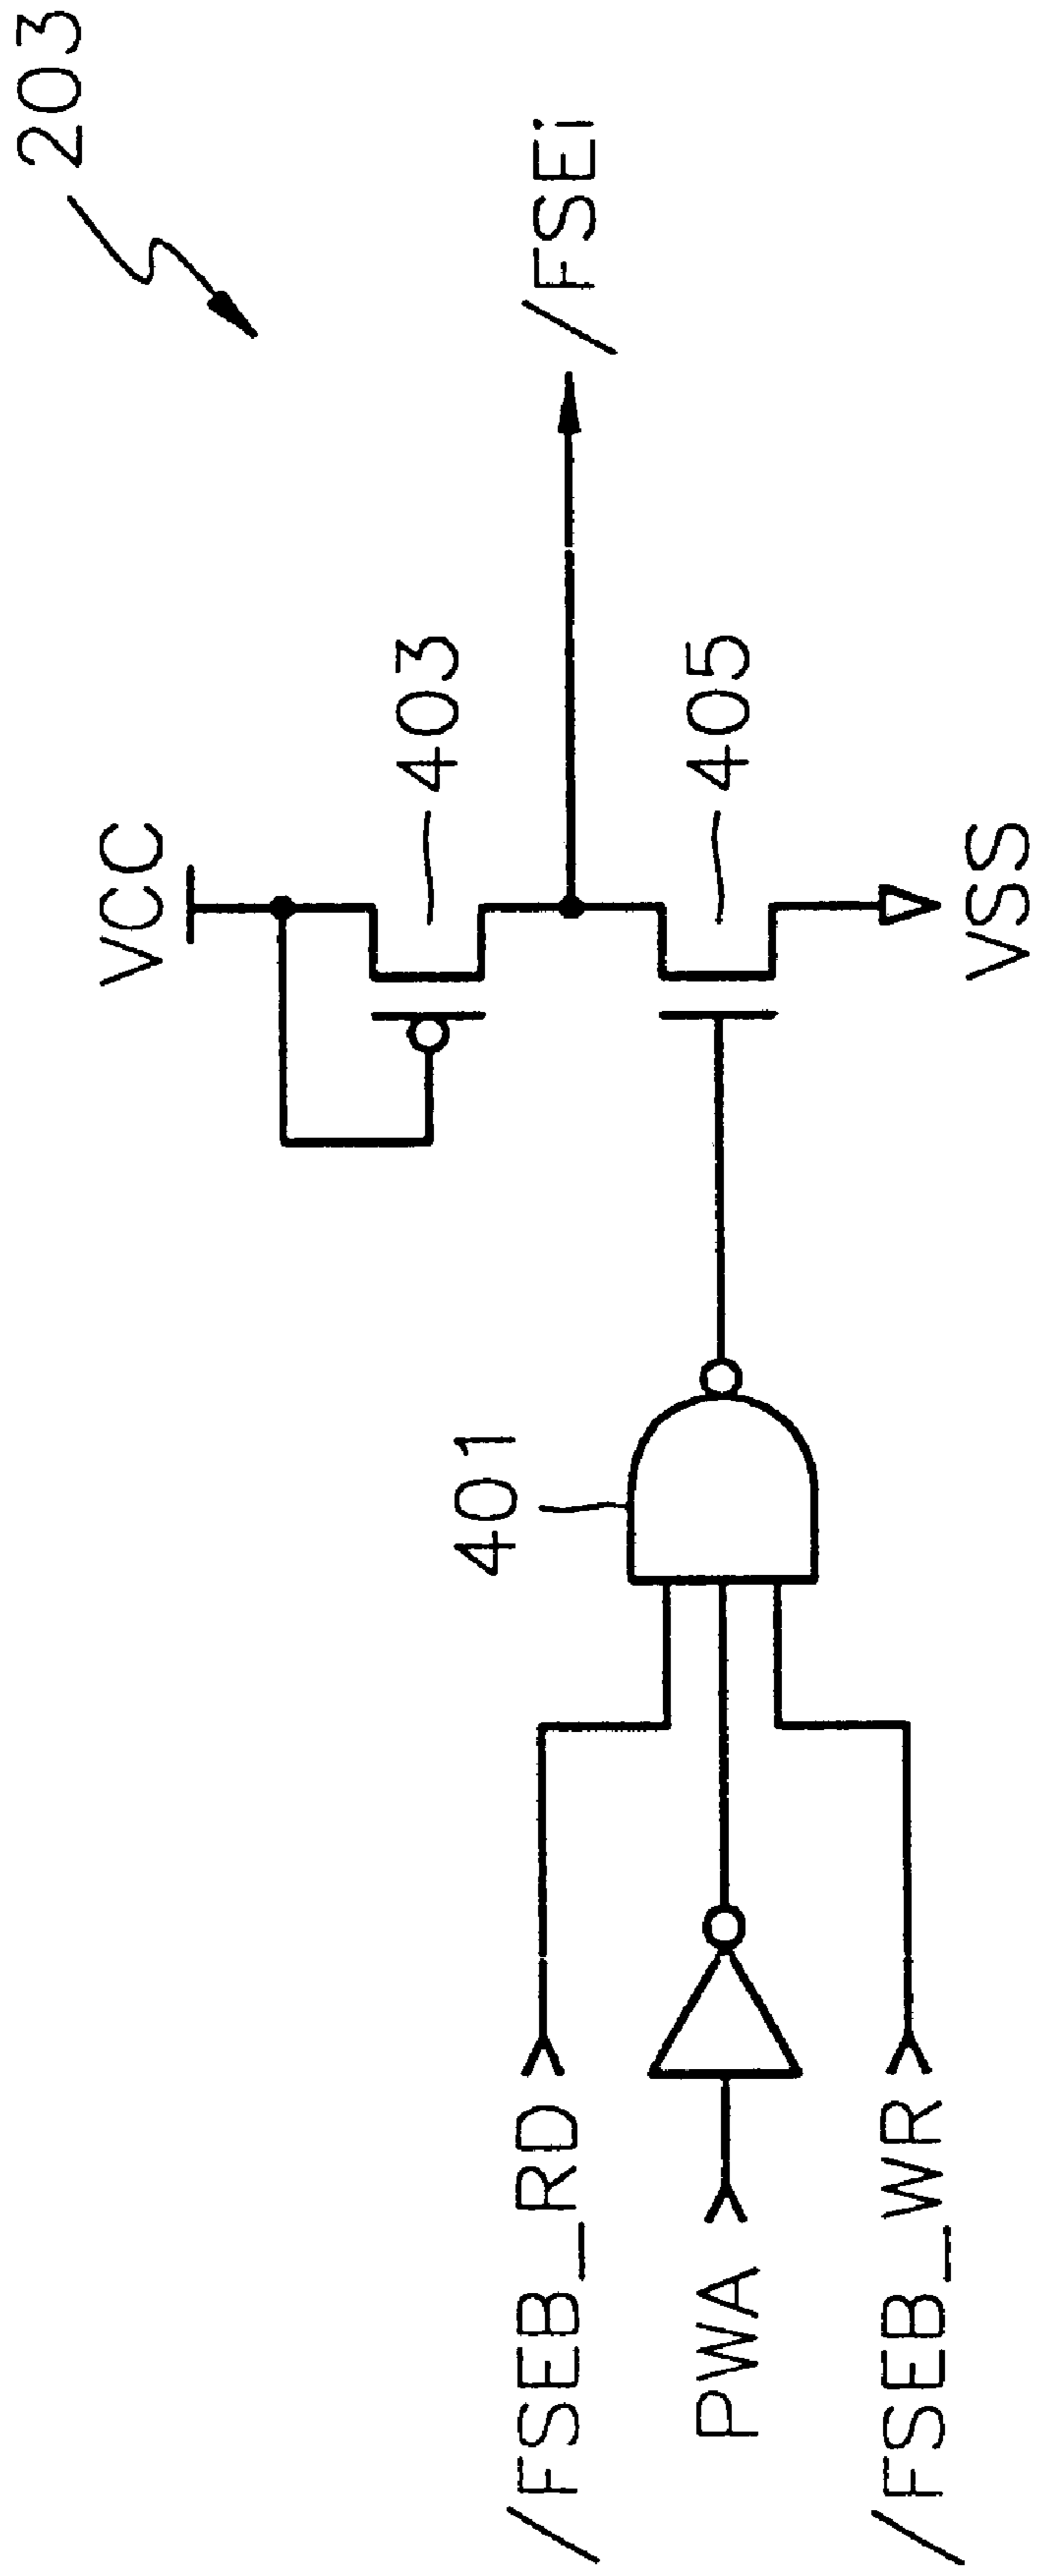 203
VCC
403
/FSEi
401
405
/FSEB_RD
PWA
/FSEB_WR
VSS